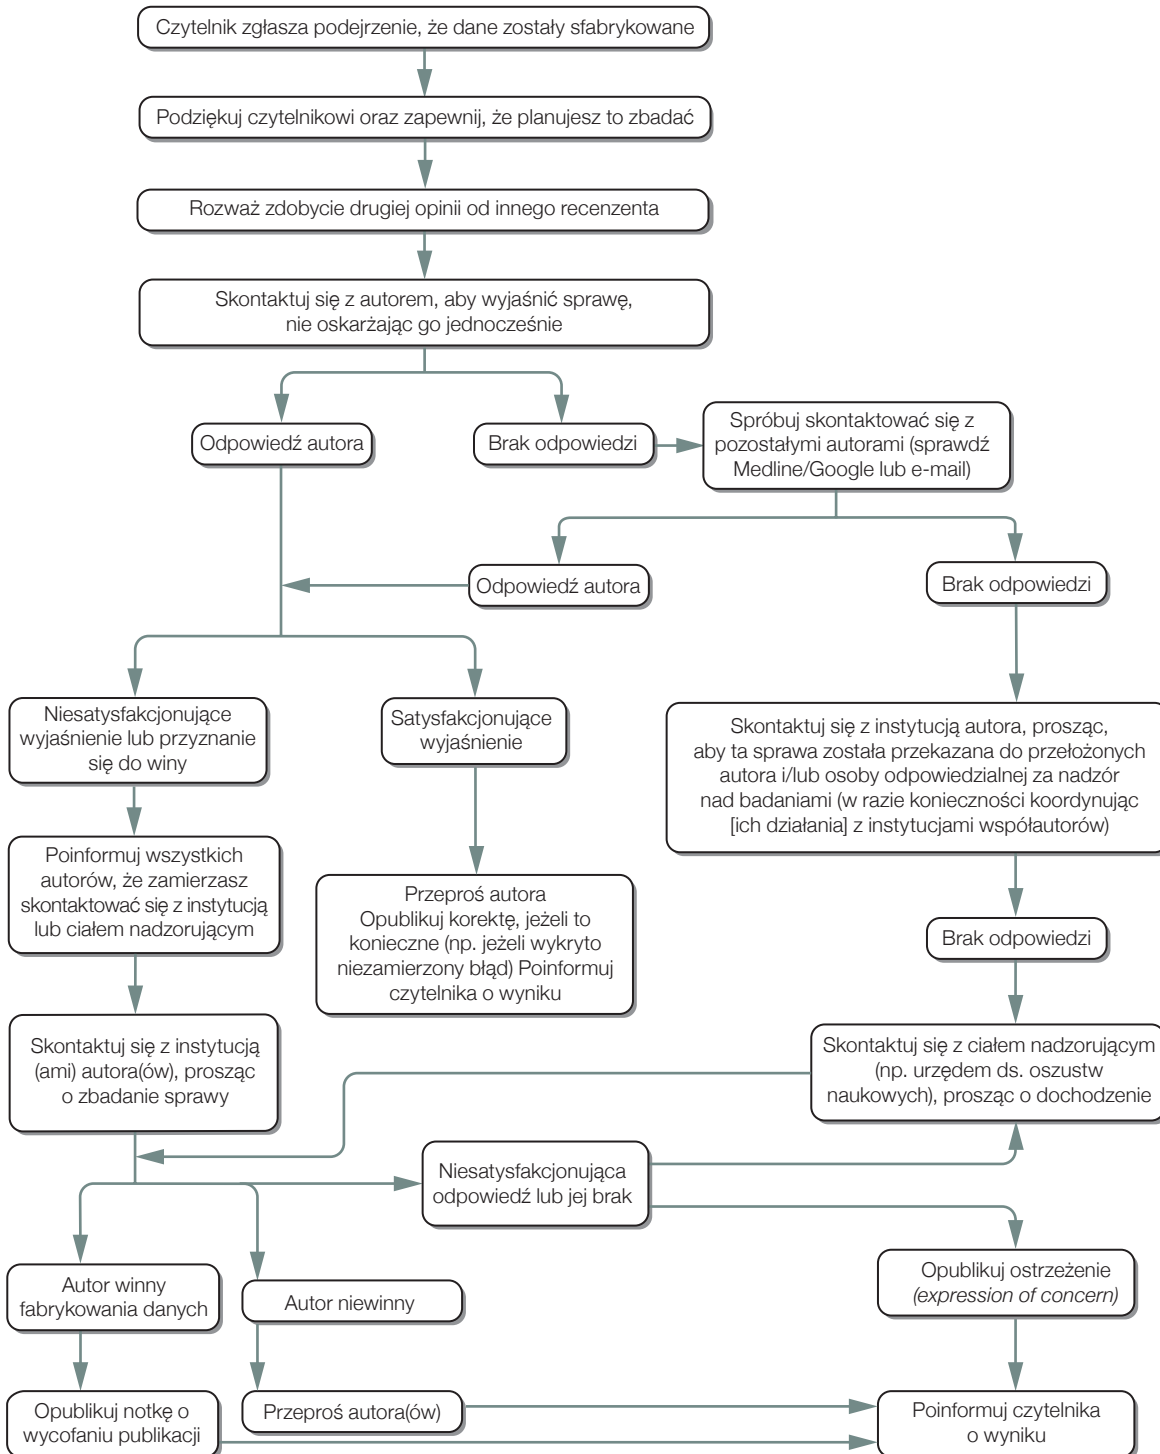 Czytelnik zgłasza podejrzenie, że dane zostały sfabrykowane
Podziękuj czytelnikowi oraz zapewnij, że planujesz to zbadać
Rozważ zdobycie drugiej opinii od innego recenzenta
Skontaktuj się z autorem, aby wyjaśnić sprawę,
nie oskarżając go jednocześnie
Odpowiedź autora
Brak odpowiedzi
Spróbuj skontaktować się z
pozostałymi autorami (sprawdź
Medline/Google lub e-mail)
Odpowiedź autora
Brak odpowiedzi
Niesatysfakcjonujące
wyjaśnienie lub przyznanie
się do winy
Satysfakcjonujące
wyjaśnienie
Skontaktuj się z instytucją autora, prosząc,
aby ta sprawa została przekazana do przełożonych
autora i/lub osoby odpowiedzialnej za nadzór
nad badaniami (w razie konieczności koordynując
[ich działania] z instytucjami współautorów)
Poinformuj wszystkich
autorów, że zamierzasz
skontaktować się z instytucją
lub ciałem nadzorującym
Przeproś autora
Opublikuj korektę, jeżeli to
konieczne (np. jeżeli wykryto
niezamierzony błąd) Poinformuj
czytelnika o wyniku
Brak odpowiedzi
Skontaktuj się z instytucją
(ami) autora(ów), prosząc
o zbadanie sprawy
Skontaktuj się z ciałem nadzorującym
(np. urzędem ds. oszustw
naukowych), prosząc o dochodzenie
Niesatysfakcjonująca
odpowiedź lub jej brak
Autor winny
fabrykowania danych
Autor niewinny
Opublikuj ostrzeżenie
(expression of concern)
Opublikuj notkę o
wycofaniu publikacji
Przeproś autora(ów)
Poinformuj czytelnika
o wyniku